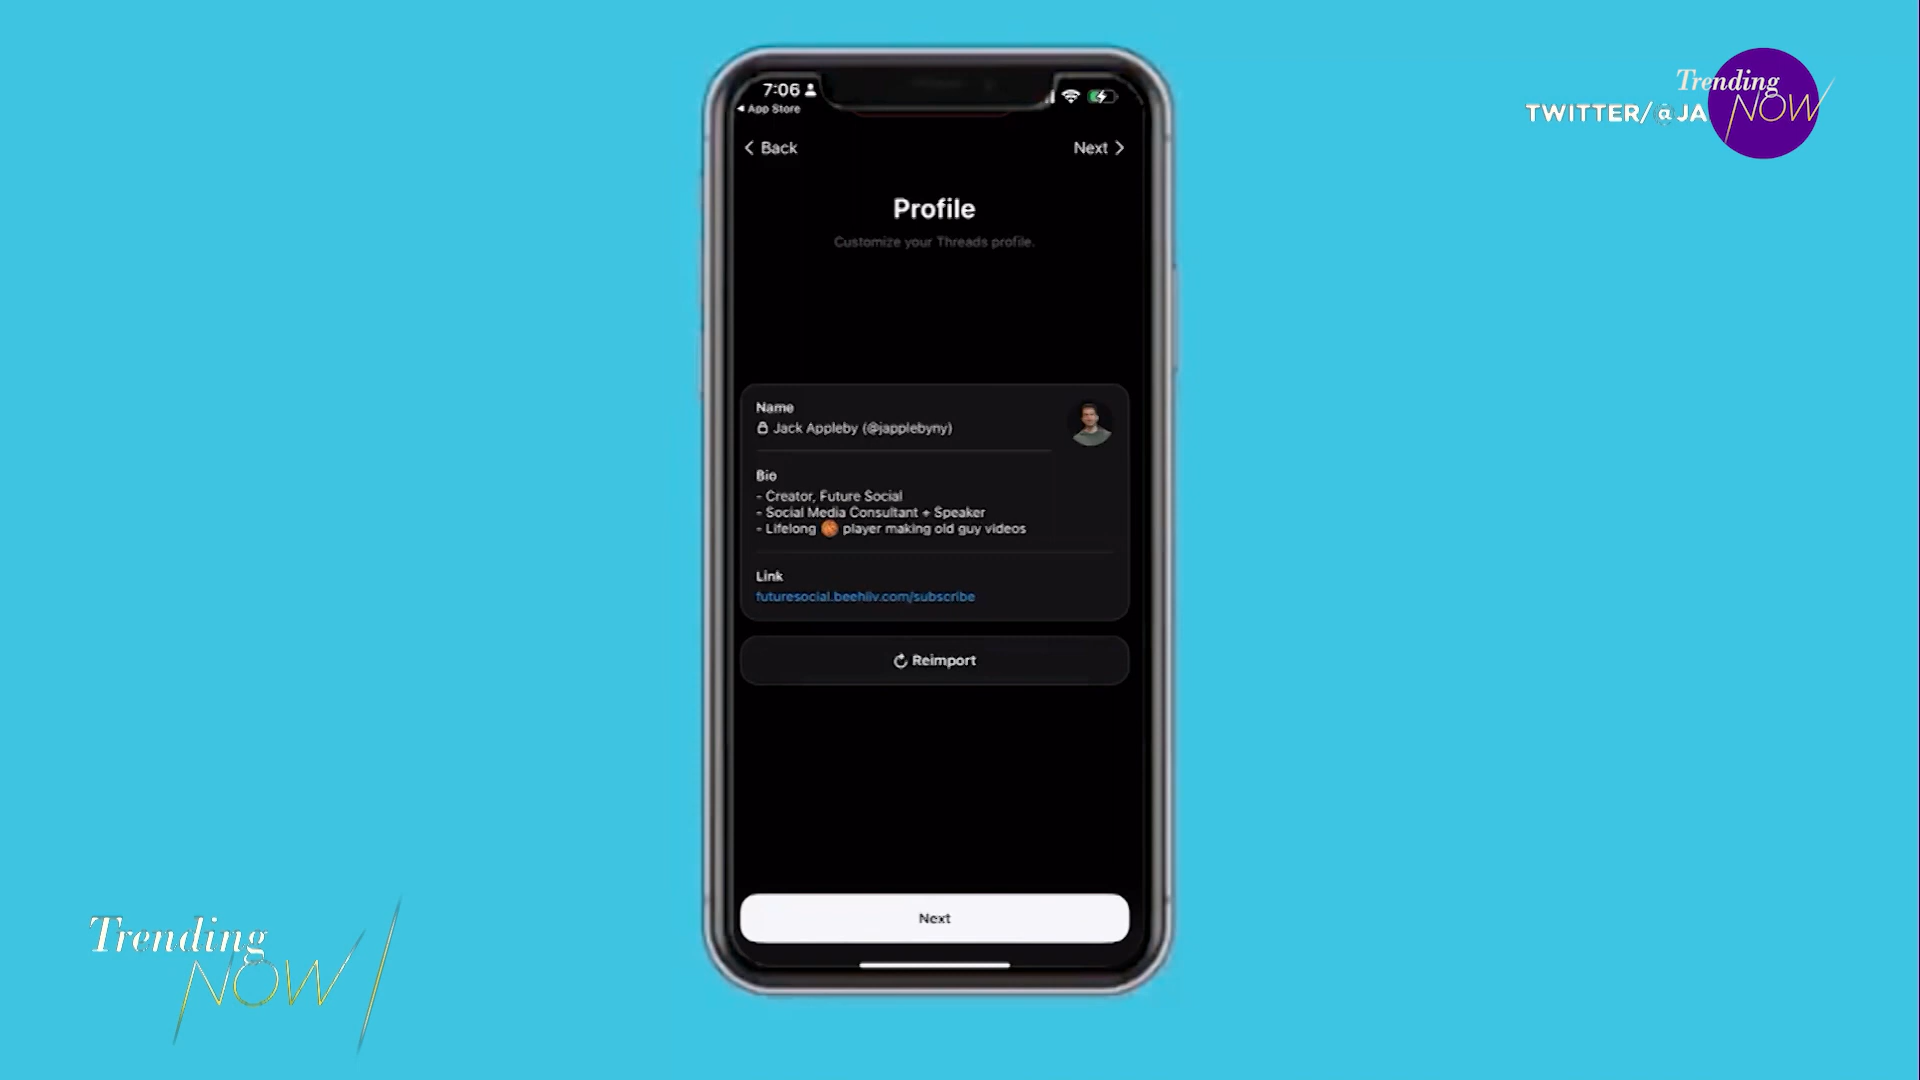 7:06
App Store
Back
Next
Profile
Customize your Threads profile.
Name
Jack Appleby (@japplebyny)
Bio
- Creator, Future Social
- Social Media Consultant + Speaker
- Lifelong 🏀 player making old guy videos
Link
futuresocial.beehiiv.com/subscribe
Reimport
Next
TWITTER/@JA
Trending
NOW
Trending
NOW